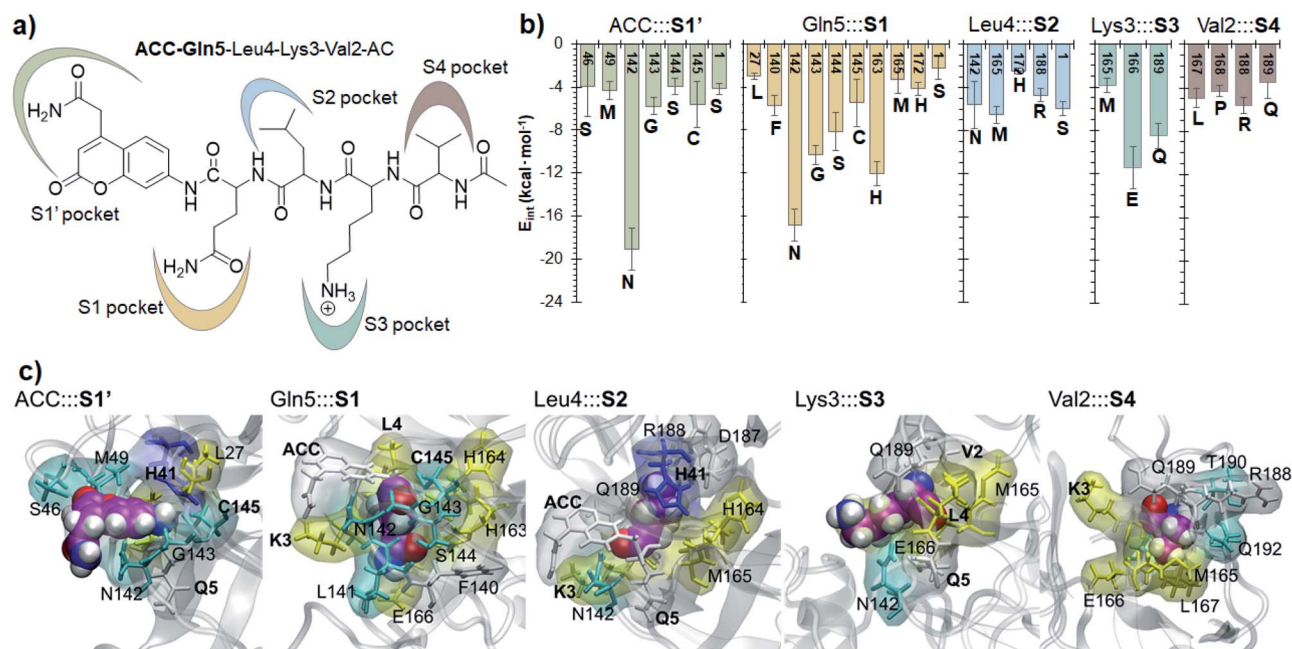 a)
ACC-Gln5-Leu4-Lys3-Val2-AC
S4 pocket
S2 pocket
O
H₂N
O O
S1' pocket
NH
O
H N
O
NH
O
H N
O
NH
O
H₂N O
NH₃
⊕
S1 pocket
S3 pocket
b)
ACC:::S1'
Gln5:::S1
Leu4:::S2
Lys3:::S3
Val2:::S4
Eint (kcal·mol⁻¹)
0
-4
-8
-12
-16
-20
-24
46 49 142 143 144 145 1
S M N G S C S
27 140 142 143 144 145 163 165 172 1
L F N G S C H M H S
142 165 172 188 1
N M H R S
165 166 189
M E Q
167 168 188 189
L P R Q
c)
ACC:::S1'
M49
L27
H41
S46
C145
G143
N142
Q5
Gln5:::S1
L4
ACC
C145
H164
G143
N142
H163
K3
S144
L141
F140
E166
Leu4:::S2
R188
D187
H41
ACC
Q189
H164
K3
M165
N142
Q5
Lys3:::S3
Q189
V2
M165
L4
E166
Q5
N142
Val2:::S4
Q189
T190
R188
K3
Q192
M165
E166
L167